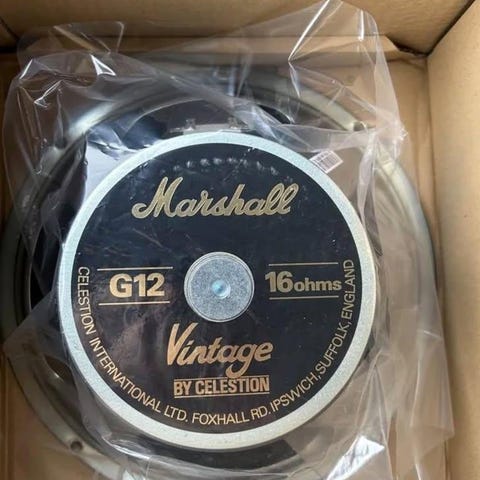 Marshall
G12
16ohms
Vintage
BY CELESTION
CELESTION INTERNATIONAL LTD. FOXHALL RD. IPSWICH, SUFFOLK, ENGLAND